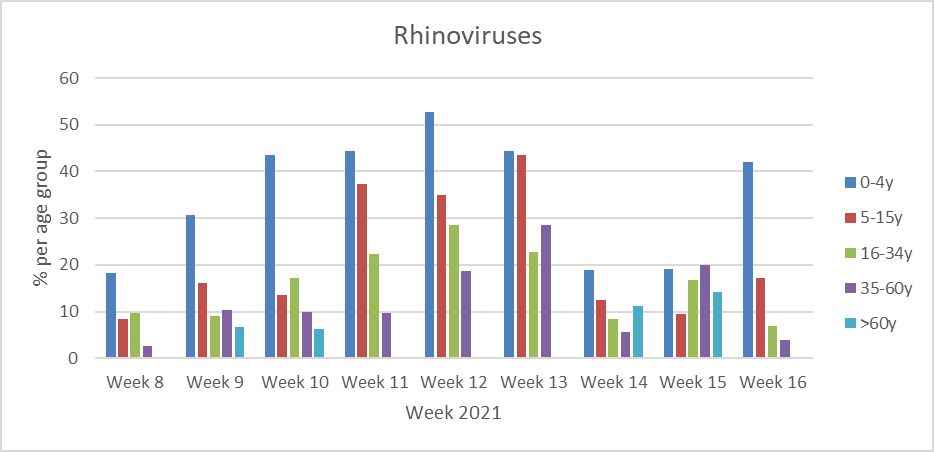 Rhinoviruses
% per age group
60
50
40
30
20
10
0
Week 8 Week 9 Week 10 Week 11 Week 12 Week 13 Week 14 Week 15 Week 16
Week 2021
0-4y
5-15y
16-34y
35-60y
>60y